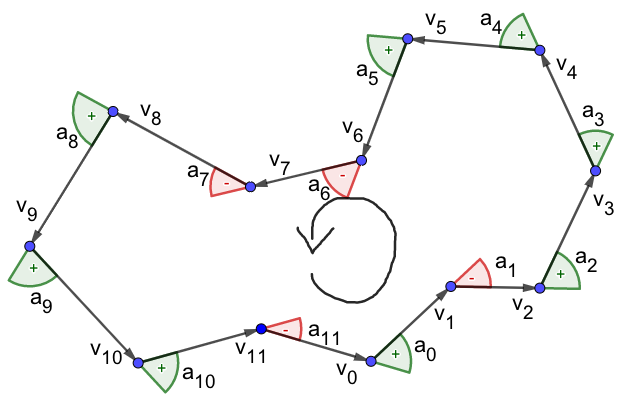 v₅ a₄
+
+
a₅ v₄
v₈ a₃
+ a₈ v₆ +
a₇ - v₇ - a₆
v₉ v₃
+ a₁ a₂
a₉ - +
v₁ v₂
v₁₀ v₁₁ - a₁₁
+ a₁₀ v₀ + a₀